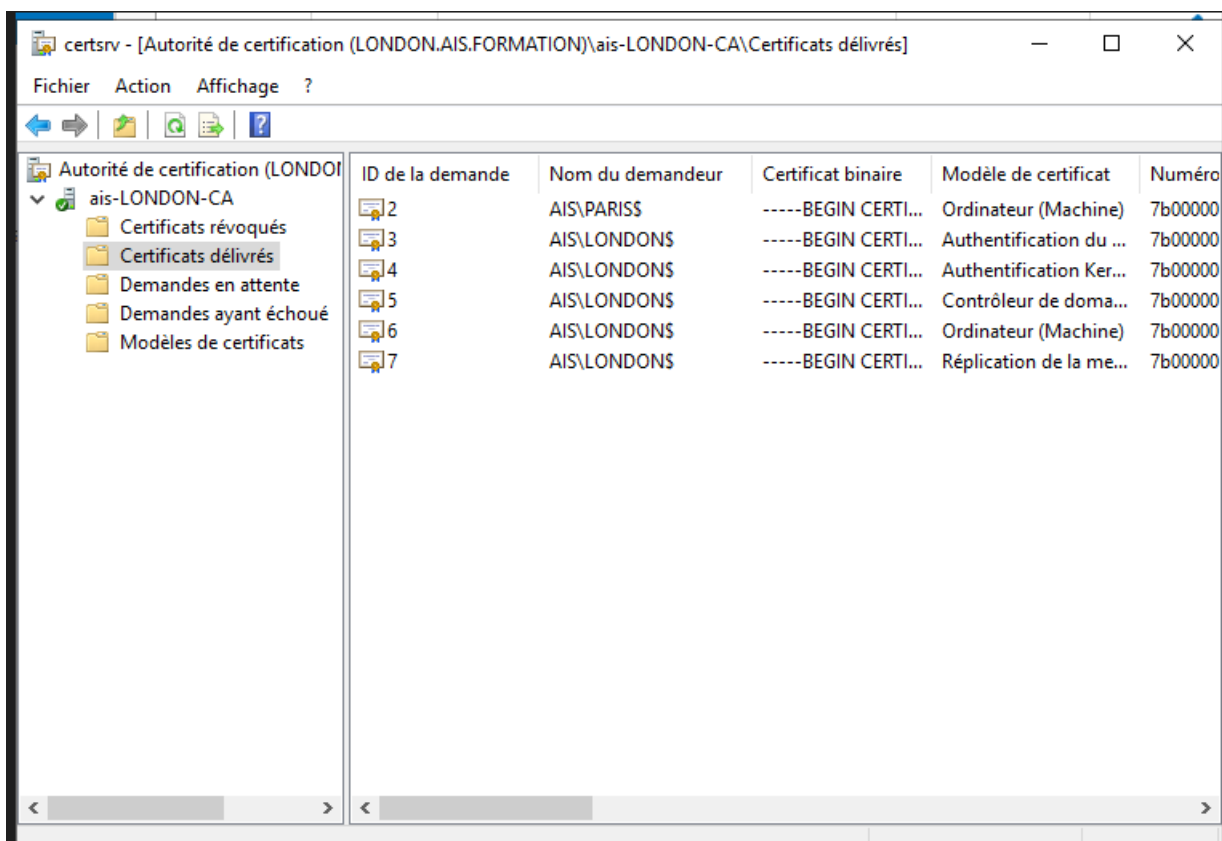 certsrv - [Autorité de certification (LONDON.AIS.FORMATION)\ais-LONDON-CA\Certificats délivrés]
Fichier Action Affichage ?
Autorité de certification (LONDO
ais-LONDON-CA
Certificats révoqués
Certificats délivrés
Demandes en attente
Demandes ayant échoué
Modèles de certificats
ID de la demande Nom du demandeur Certificat binaire Modèle de certificat Numéro
2 AIS\PARIS$ -----BEGIN CERTI... Ordinateur (Machine) 7b00000
3 AIS\LONDON$ -----BEGIN CERTI... Authentification du ... 7b00000
4 AIS\LONDON$ -----BEGIN CERTI... Authentification Ker... 7b00000
5 AIS\LONDON$ -----BEGIN CERTI... Contrôleur de doma... 7b00000
6 AIS\LONDON$ -----BEGIN CERTI... Ordinateur (Machine) 7b00000
7 AIS\LONDON$ -----BEGIN CERTI... Réplication de la me... 7b00000